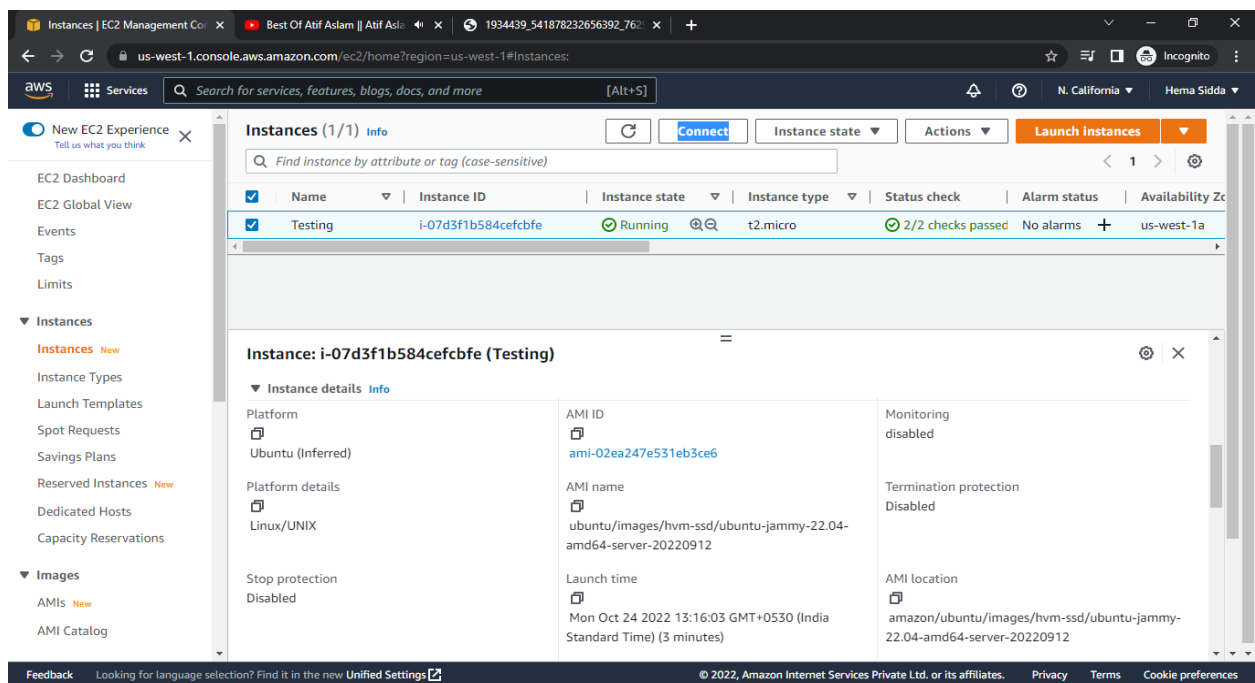 Instances | EC2 Management Con
Best Of Atif Aslam || Atif Asla
1934439_541878232656392_762
us-west-1.console.aws.amazon.com/ec2/home?region=us-west-1#Instances:
Incognito
aws
Services
Search for services, features, blogs, docs, and more
[Alt+S]
N. California
Hema Sidda
New EC2 Experience
Tell us what you think
EC2 Dashboard
EC2 Global View
Events
Tags
Limits
Instances
Instances New
Instance Types
Launch Templates
Spot Requests
Savings Plans
Reserved Instances New
Dedicated Hosts
Capacity Reservations
Images
AMIs New
AMI Catalog
Instances (1/1) Info
Connect
Instance state
Actions
Launch instances
Find instance by attribute or tag (case-sensitive)
1
Name Instance ID Instance state Instance type Status check Alarm status Availability Zo
Testing i-07d3f1b584cefcbfe Running t2.micro 2/2 checks passed No alarms us-west-1a
Instance: i-07d3f1b584cefcbfe (Testing)
Instance details Info
Platform
Ubuntu (Inferred)
AMI ID
ami-02ea247e531eb3ce6
Monitoring
disabled
Platform details
Linux/UNIX
AMI name
ubuntu/images/hvm-ssd/ubuntu-jammy-22.04-
amd64-server-20220912
Termination protection
Disabled
Stop protection
Disabled
Launch time
Mon Oct 24 2022 13:16:03 GMT+0530 (India
Standard Time) (3 minutes)
AMI location
amazon/ubuntu/images/hvm-ssd/ubuntu-jammy-
22.04-amd64-server-20220912
Feedback Looking for language selection? Find it in the new Unified Settings © 2022, Amazon Internet Services Private Ltd. or its affiliates. Privacy Terms Cookie preferences